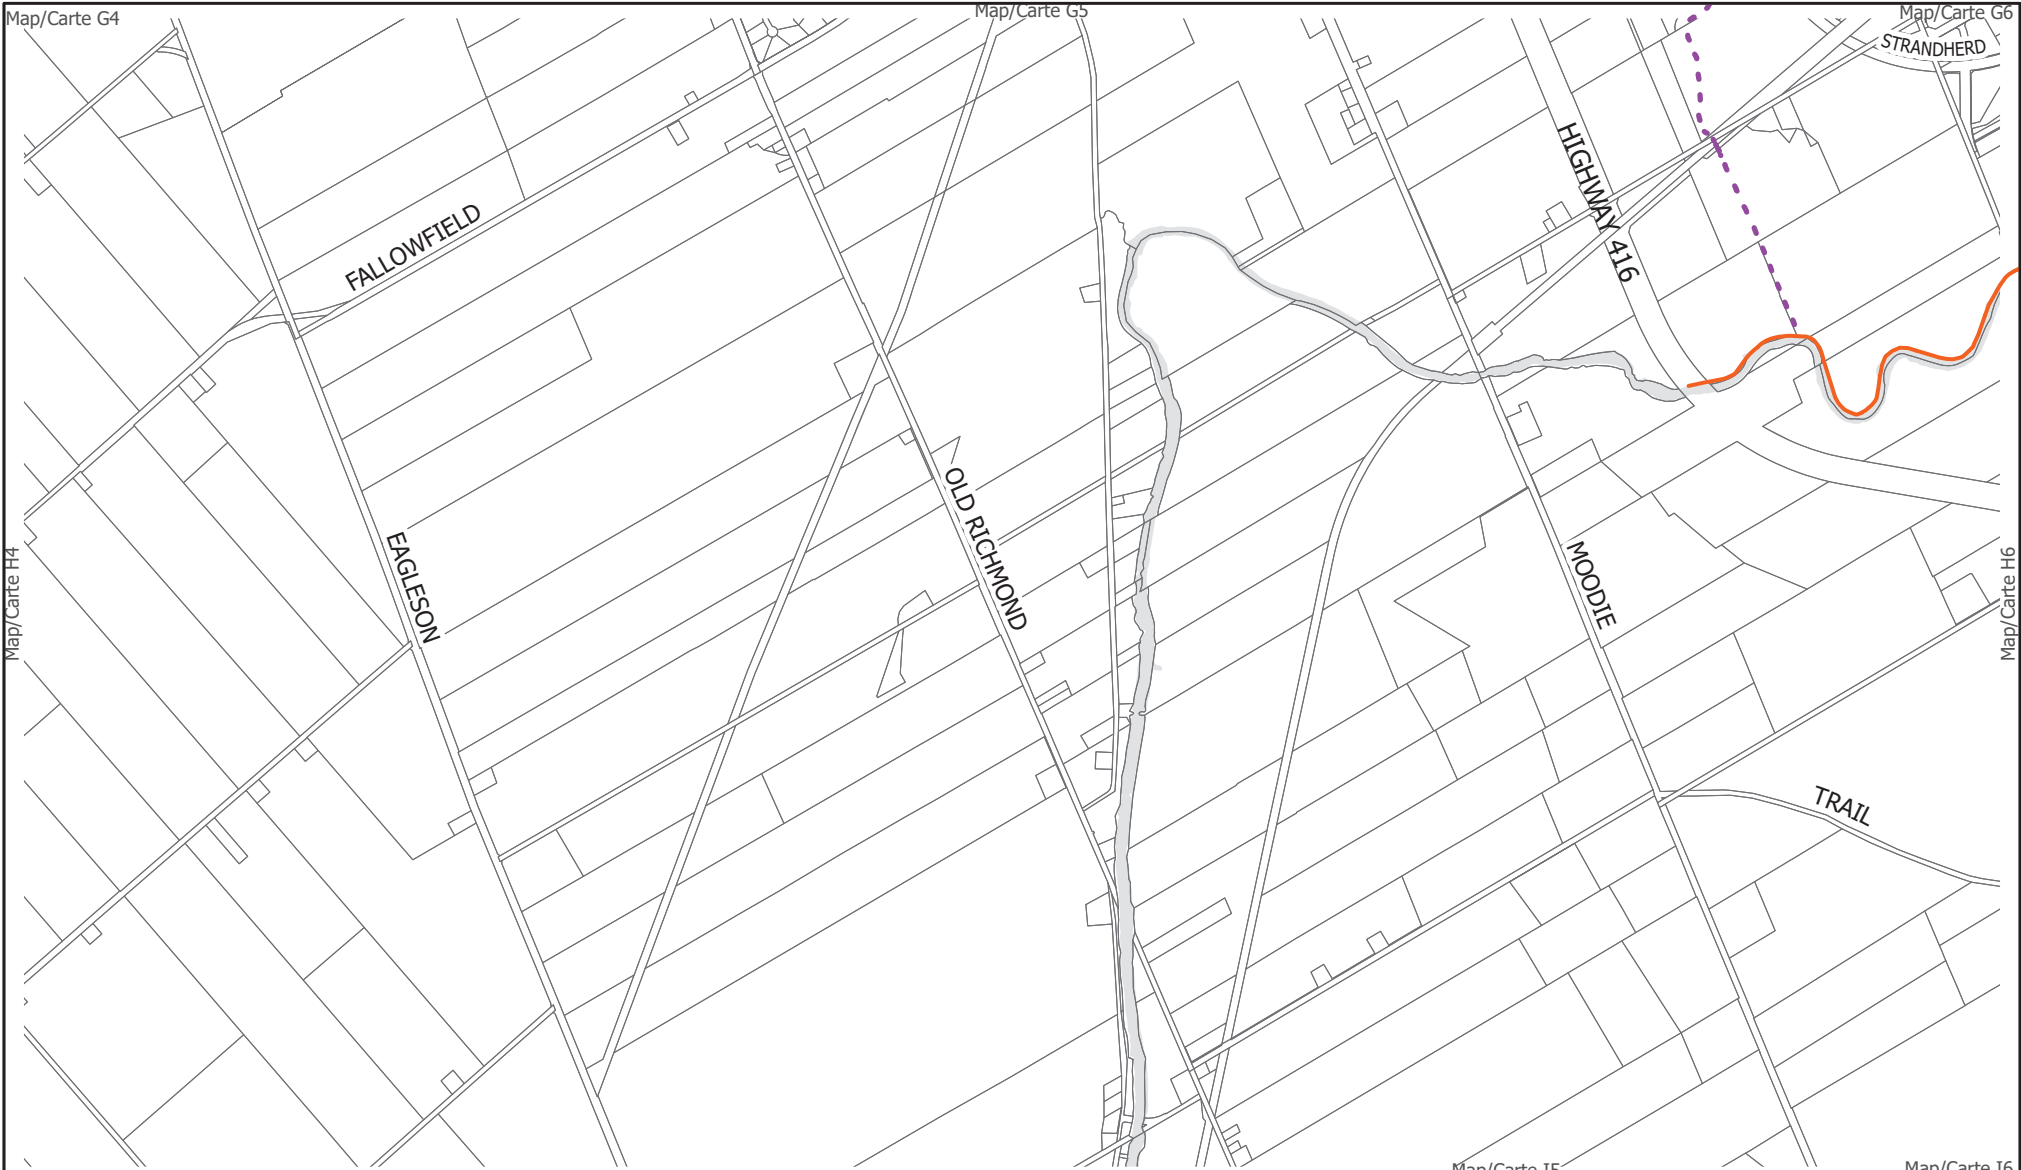 Map/Carte G4
Map/Carte G5
Map/Carte G6
STRANDHERD
HIGHWAY 416
FALLOWFIELD
OLD RICHMOND
EAGLESON
MOODIE
Map/Carte H4
Map/Carte H6
TRAIL
Map/Carte I5
Map/Carte I6